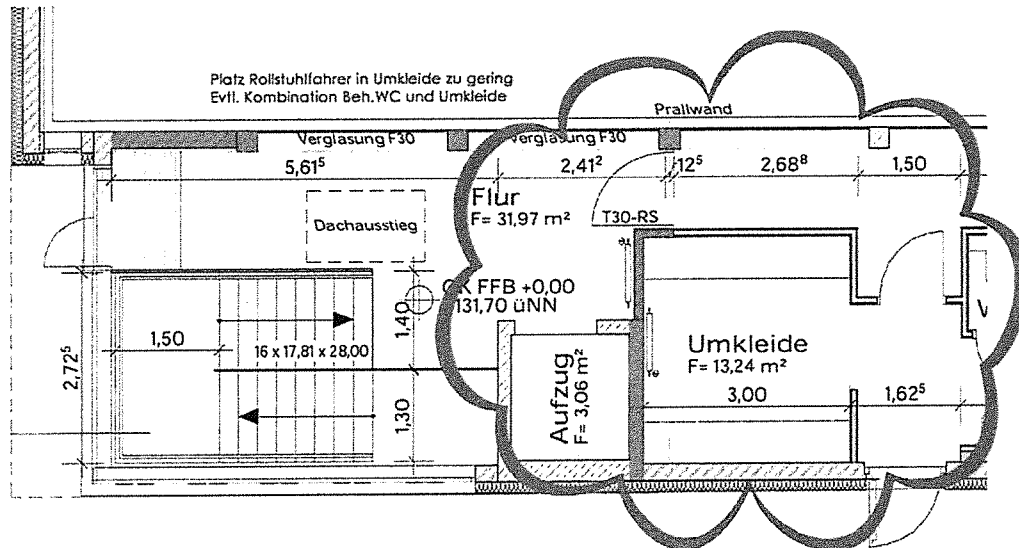 Platz Rollstuhlfahrer in Umkleide zu gering
Evtl. Kombination Beh.WC und Umkleide
Prallwand
Verglasung F30
Verglasung F30
5,61⁵
2,41²
12⁵
2,68⁸
1,50
Flur
F= 31,97 m²
Dachausstieg
T30-RS
OK FFB +0,00
131,70 üNN
1,40
1,50
16 x 17,81 x 28,00
2,72⁵
1,30
Aufzug
F= 3,06 m²
Umkleide
F= 13,24 m²
3,00
1,62⁵